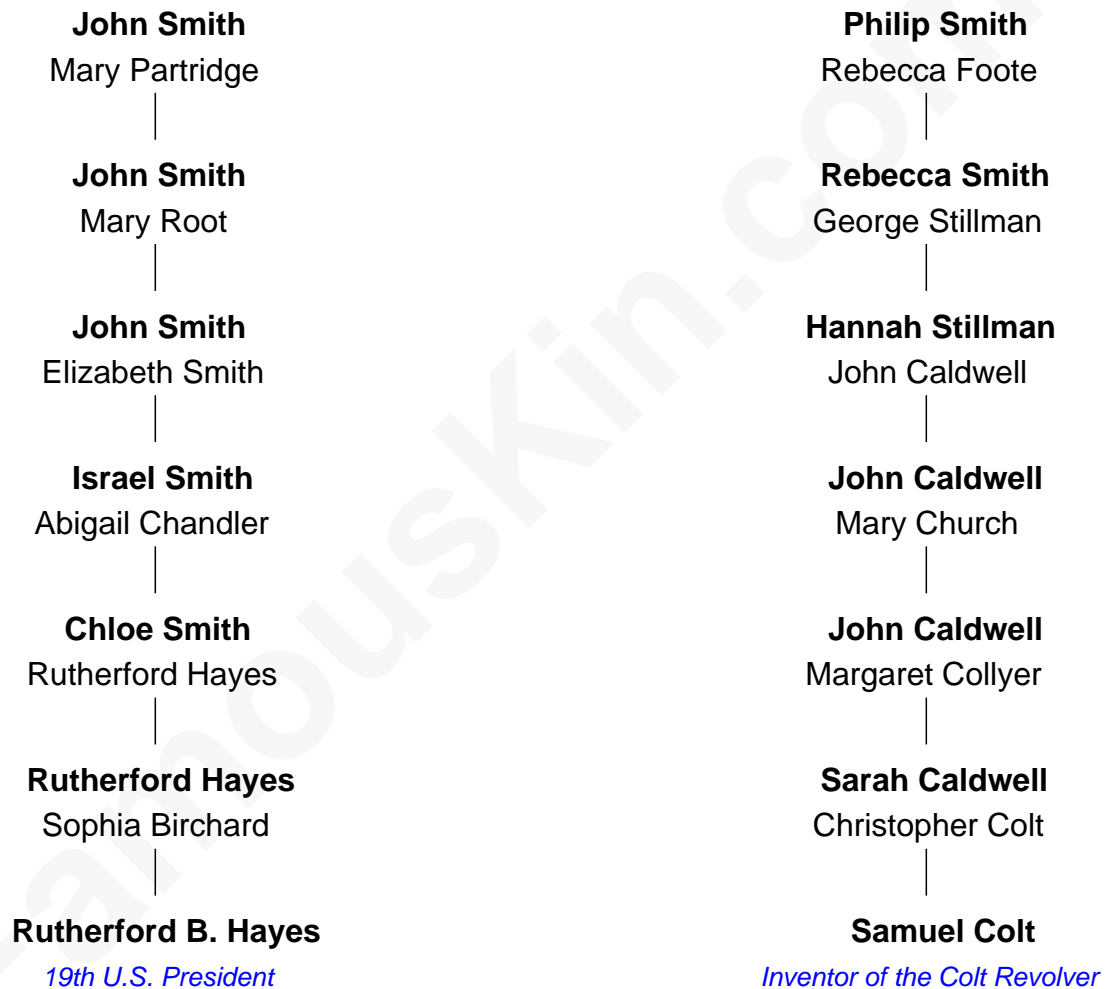 John Smith
Mary Partridge
John Smith
Mary Root
John Smith
Elizabeth Smith
Israel Smith
Abigail Chandler
Chloe Smith
Rutherford Hayes
Rutherford Hayes
Sophia Birchard
Rutherford B. Hayes
19th U.S. President
Philip Smith
Rebecca Foote
Rebecca Smith
George Stillman
Hannah Stillman
John Caldwell
John Caldwell
Mary Church
John Caldwell
Margaret Collyer
Sarah Caldwell
Christopher Colt
Samuel Colt
Inventor of the Colt Revolver
FamousKin.com